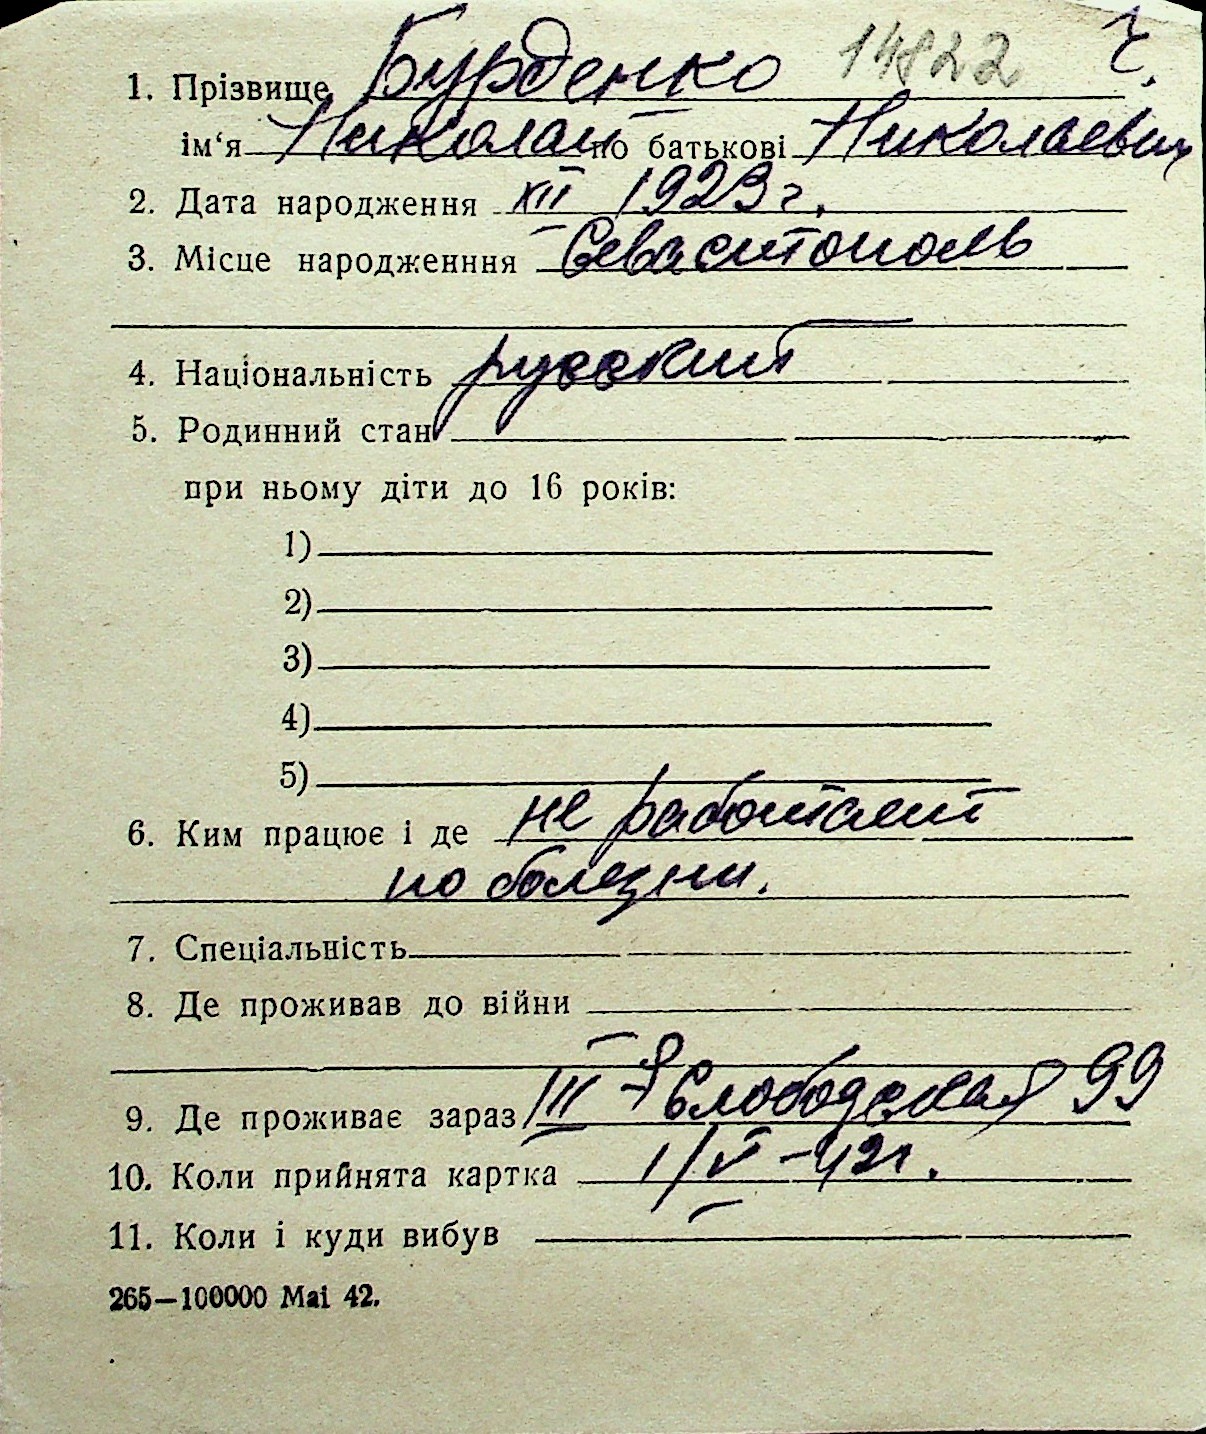 1. Прізвище Бурденко 14822 Ч.
ім‘я Николай по батькові Николаевич
2. Дата народження XII 1923 г.
3. Місце народженння Севастополь
4. Національність русский
5. Родинний стан
при ньому діти до 16 років:
1)
2)
3)
4)
5)
6. Ким працює і де не работает
по болезни.
7. Спеціальність
8. Де проживав до війни
9. Де проживає зараз III-я Слободская 99
10. Коли прийнята картка 1/V-42 г.
11. Коли і куди вибув
265—100000 Mai 42.